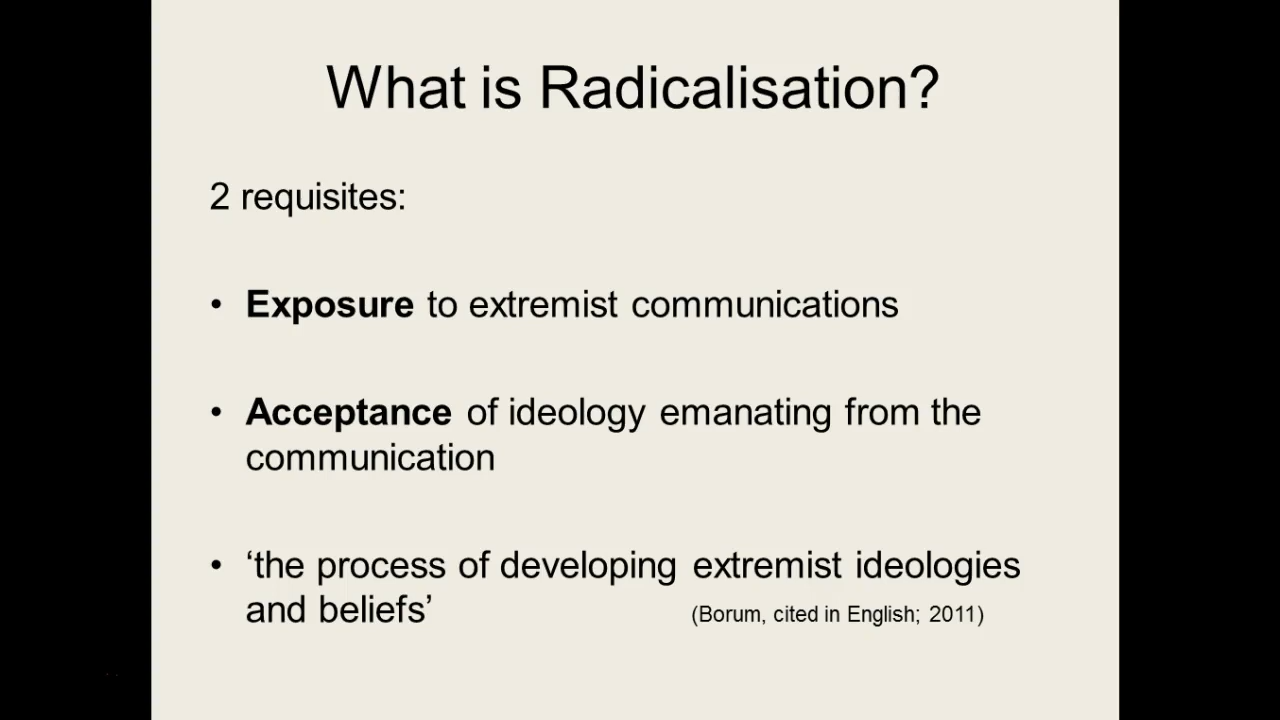 What is Radicalisation?
2 requisites:
• Exposure to extremist communications
• Acceptance of ideology emanating from the
communication
• ‘the process of developing extremist ideologies
and beliefs’ (Borum, cited in English; 2011)